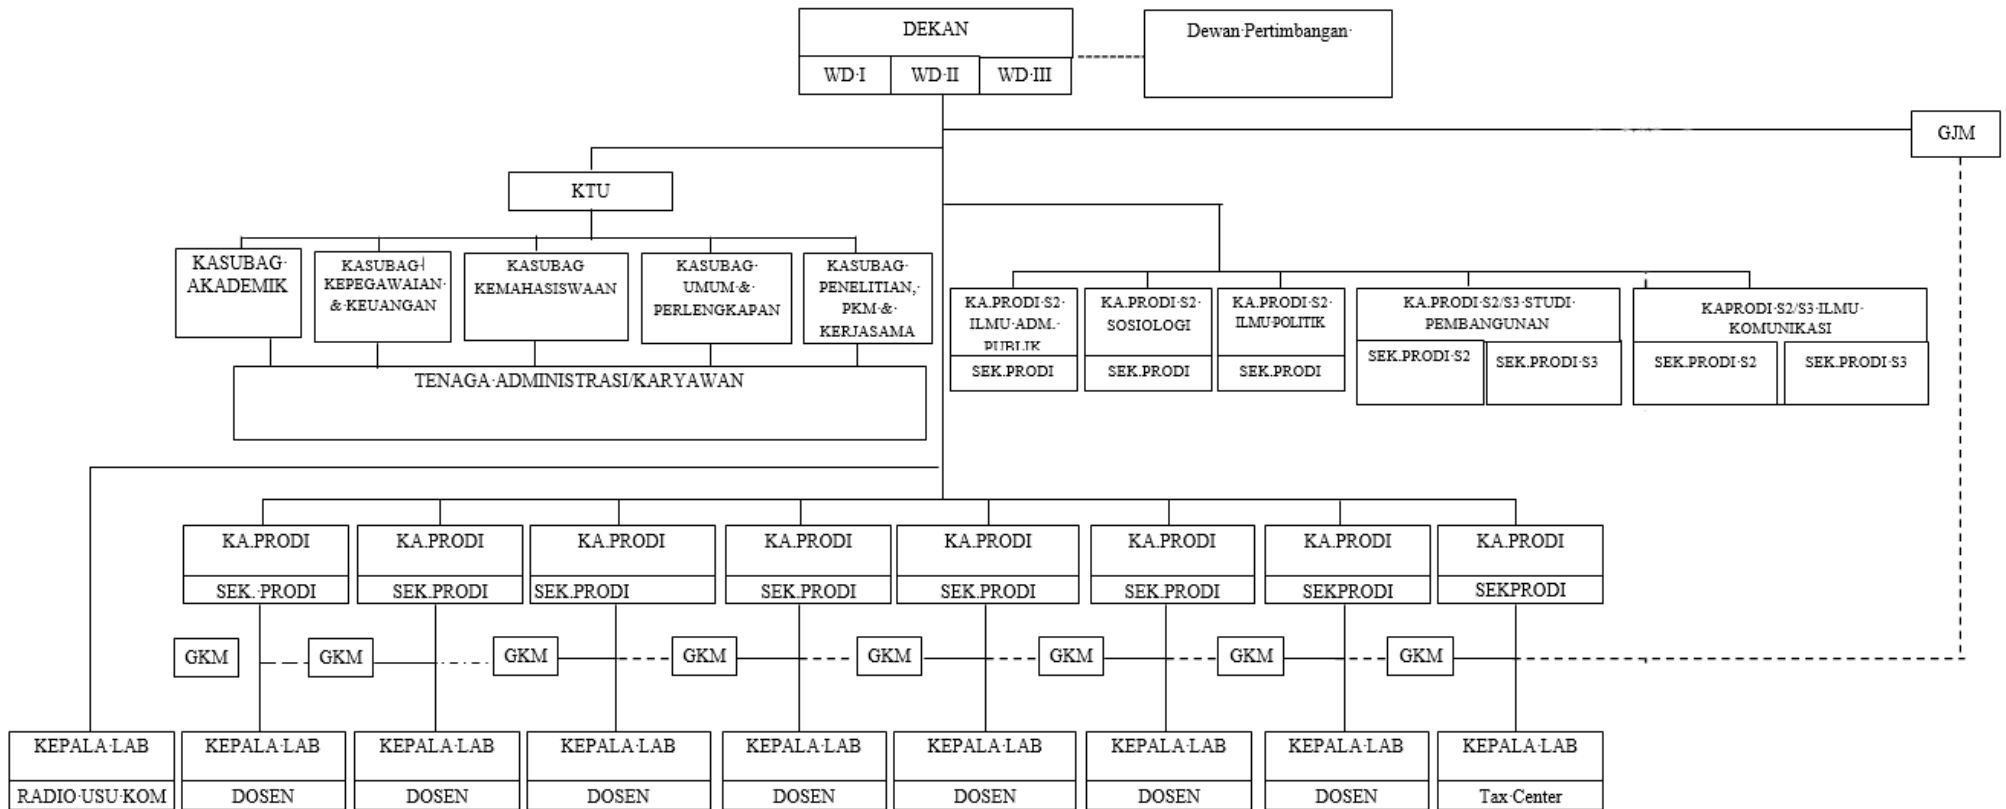 DEKAN
WD·I
WD·II
WD·III
Dewan·Pertimbangan·
GJM
KTU
KASUBAG·
AKADEMIK
KASUBAG·
KEPEGAWAIAN·
&·KEUANGAN
KASUBAG
KEMAHASISWAAN
KASUBAG·
UMUM·&·
PERLENGKAPAN
KASUBAG·
PENELITIAN,·
PKM·&·
KERJASAMA
TENAGA·ADMINISTRASI/KARYAWAN
KA.PRODI·S2·
ILMU·ADM.·
PUBLIK
SEK.PRODI
KA.PRODI·S2·
SOSIOLOGI
SEK.PRODI
KA.PRODI·S2·
ILMU·POLITIK
SEK.PRODI
KA.PRODI·S2/S3·STUDI·
PEMBANGUNAN
SEK.PRODI·S2
SEK.PRODI·S3
KAPRODI·S2/S3·ILMU·
KOMUNIKASI
SEK.PRODI·S2
SEK.PRODI·S3
KA.PRODI
KA.PRODI
KA.PRODI
KA.PRODI
KA.PRODI
KA.PRODI
KA.PRODI
KA.PRODI
SEK.·PRODI
SEK.PRODI
SEK.PRODI
SEK.PRODI
SEK.PRODI
SEK.PRODI
SEKPRODI
SEKPRODI
GKM
GKM
GKM
GKM
GKM
GKM
GKM
GKM
KEPALA·LAB
KEPALA·LAB
KEPALA·LAB
KEPALA·LAB
KEPALA·LAB
KEPALA·LAB
KEPALA·LAB
KEPALA·LAB
KEPALA·LAB
RADIO·USU·KOM
DOSEN
DOSEN
DOSEN
DOSEN
DOSEN
DOSEN
DOSEN
Tax·Center